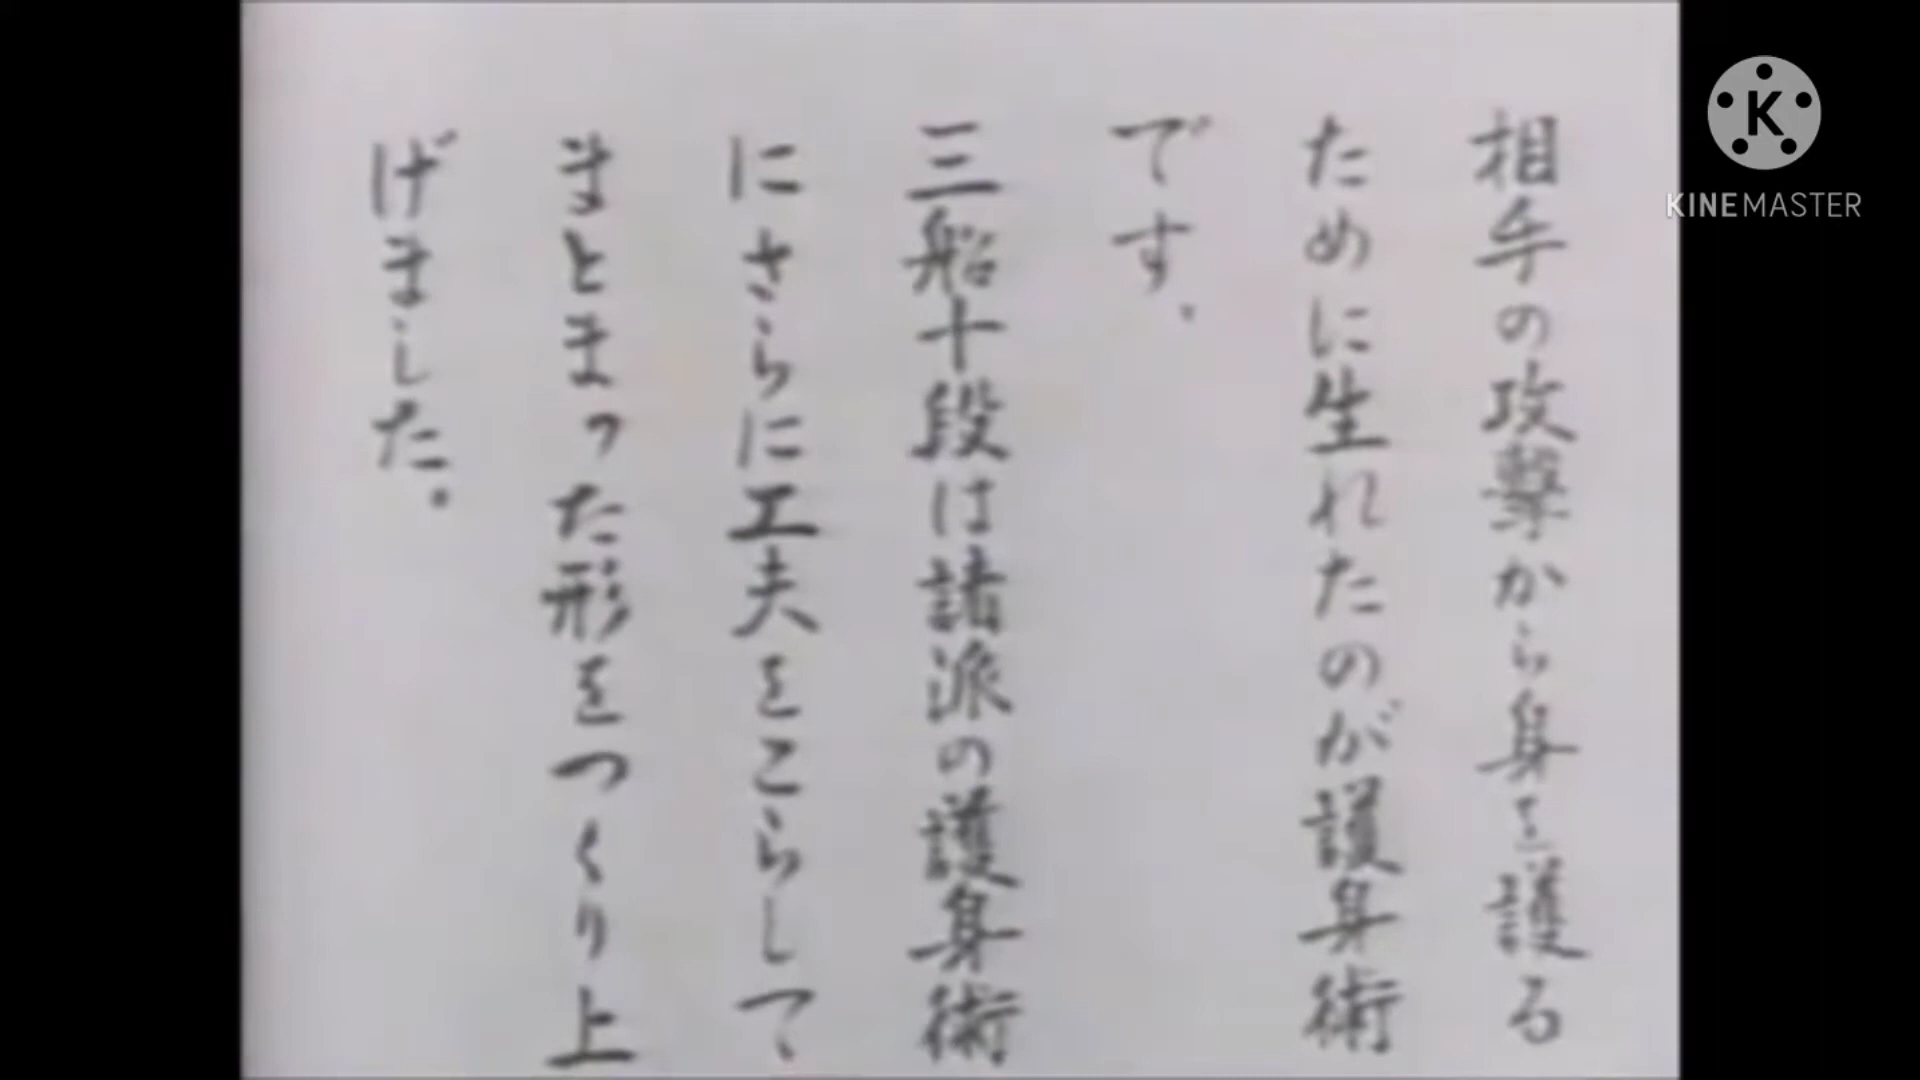 相手の攻撃から身を護る
ために生れたのが護身術
です.
三船十段は諸派の護身術
にさらに工夫をこらして
まとまった形をつくり上
げました.
K
KINEMASTER